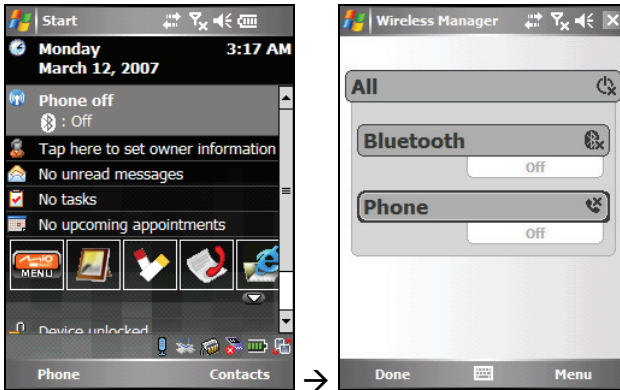 Start
Monday 3:17 AM
March 12, 2007
Phone off
: Off
Tap here to set owner information
No unread messages
No tasks
No upcoming appointments
Mio
MENU
Device unlocked
Phone Contacts
→
Wireless Manager
All
Bluetooth
Off
Phone
Off
Done Menu